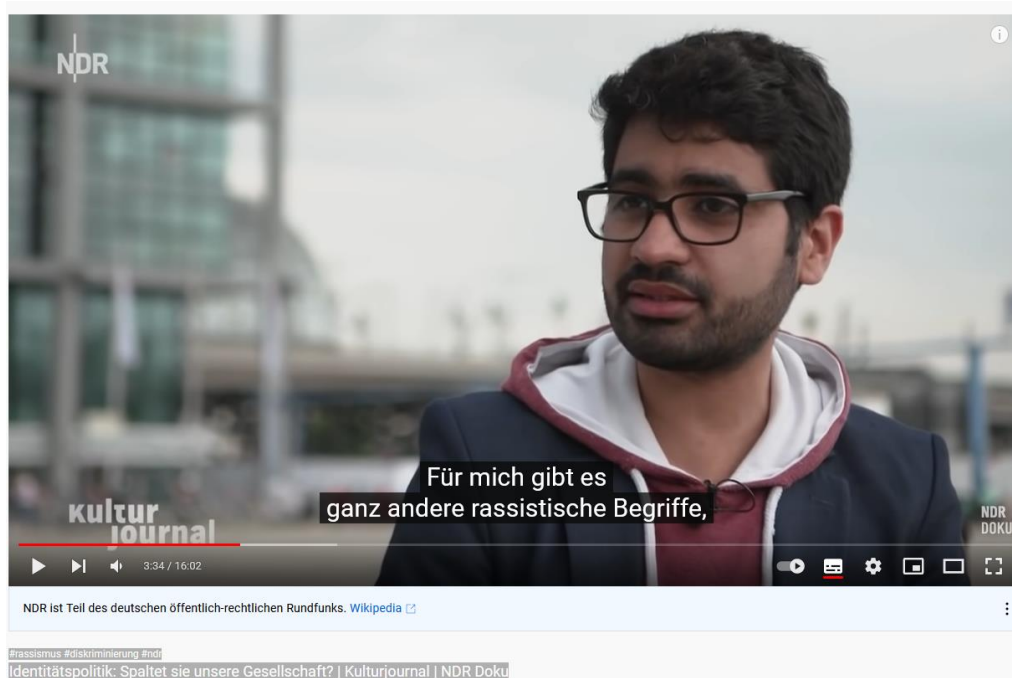 NDR
Für mich gibt es
ganz andere rassistische Begriffe,
Kultur
journal
NDR
DOKU
3:34 / 16:02
NDR ist Teil des deutschen öffentlich-rechtlichen Rundfunks. Wikipedia
#rassismus #diskriminierung #ndr
Identitätspolitik: Spaltet sie unsere Gesellschaft? | Kulturjournal | NDR Doku